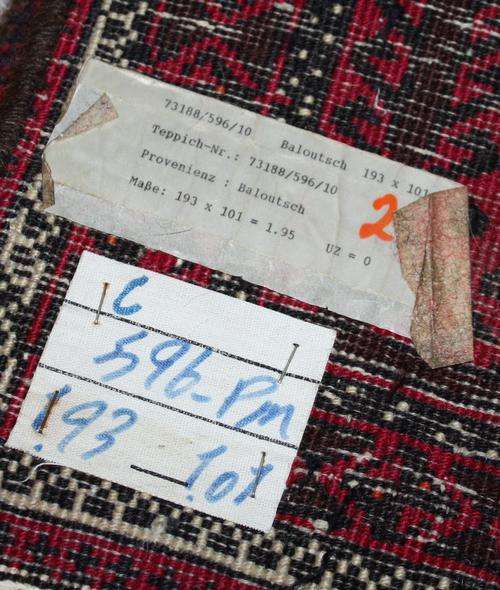 73188/596/10 Baloutsch 193 x 101
Teppich-Nr.: 73188/596/10
Provenienz : Baloutsch
Maße: 193 x 101 = 1.95 UZ = 0
2
C
596-Pm
193 — 101